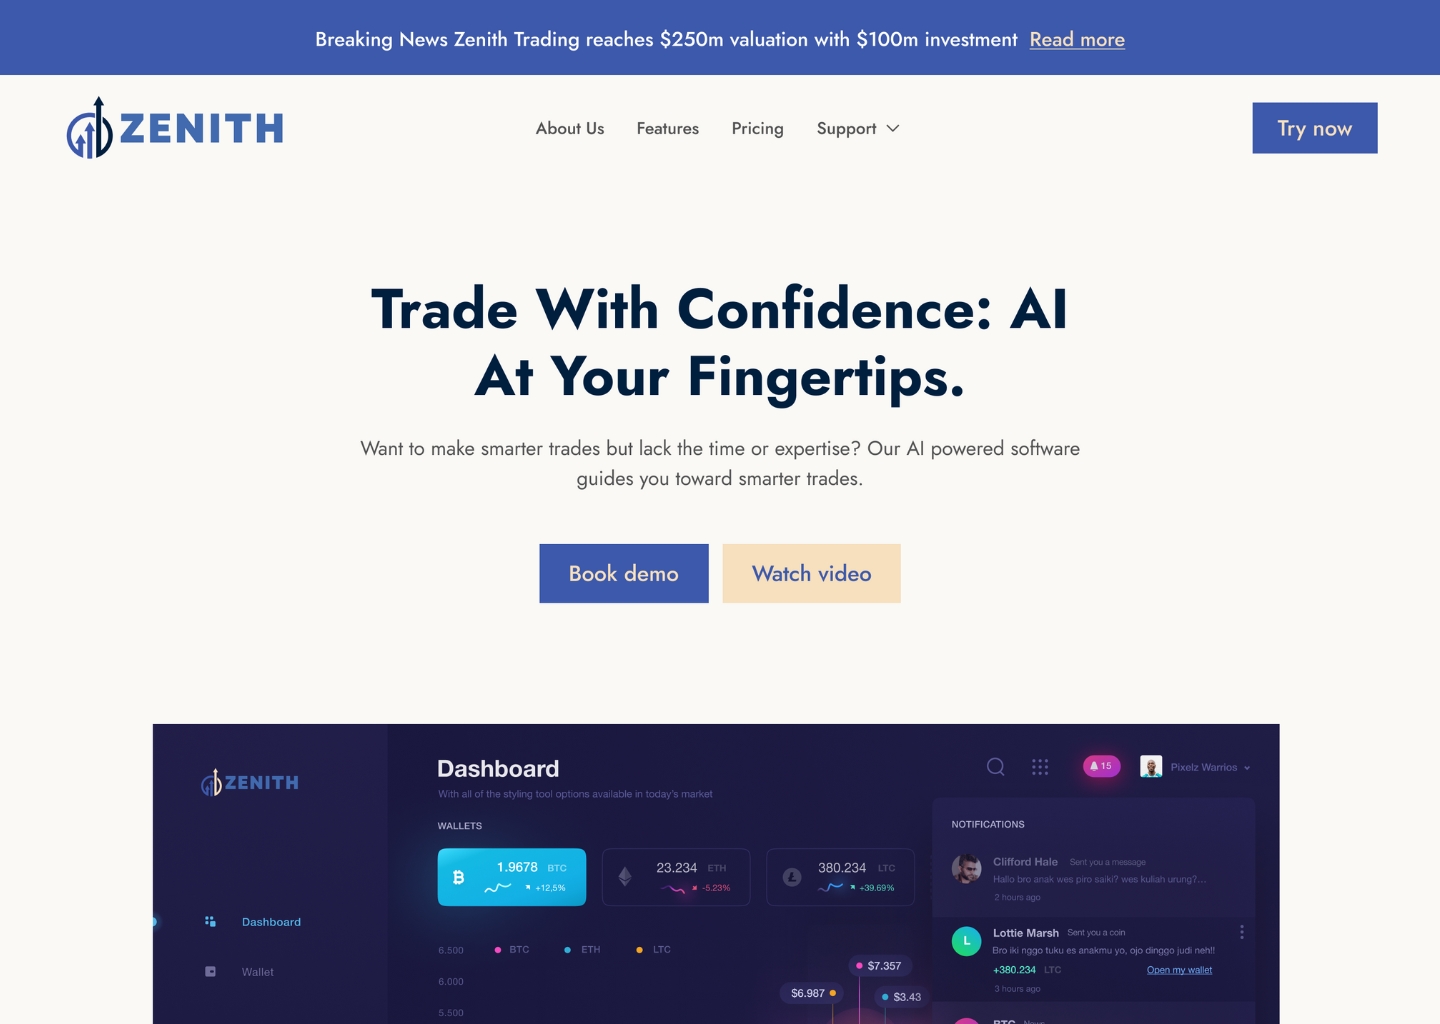 Breaking News Zenith Trading reaches $250m valuation with $100m investment Read more
ZENITH
About Us Features Pricing Support
Try now
Trade With Confidence: AI
At Your Fingertips.
Want to make smarter trades but lack the time or expertise? Our AI powered software
guides you toward smarter trades.
Book demo Watch video
ZENITH
Dashboard
Wallet
Dashboard
With all of the styling tool options available in today's market
15
Pixelz Warrios
WALLETS
1.9678 BTC
+12,5%
23.234 ETH
-5.23%
380.234 LTC
+39.69%
6.500 BTC ETH LTC
6.000
5.500
$7.357
$6.987
$3.43
NOTIFICATIONS
Clifford Hale Sent you a message
Hallo bro anak wes piro saiki? wes kuliah urung?...
2 hours ago
L
Lottie Marsh Sent you a coin
Bro iki nggo tuku es anakmu yo, ojo dinggo judi neh!!
+380.234 LTC Open my wallet
3 hours ago
BTC News